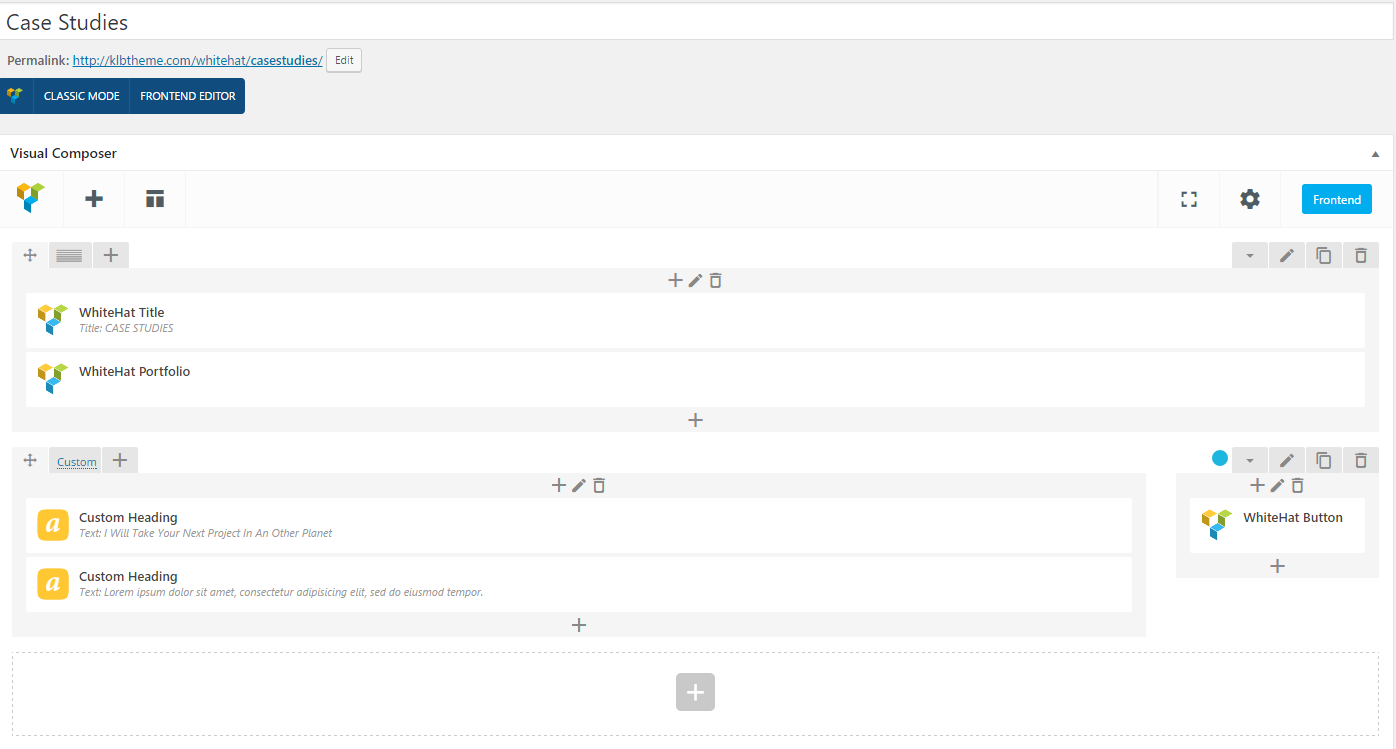 Case Studies
Permalink: http://klbtheme.com/whitehat/casestudies/ Edit
CLASSIC MODE FRONTEND EDITOR
Visual Composer
Frontend
WhiteHat Title
Title: CASE STUDIES
WhiteHat Portfolio
Custom
Custom Heading
Text: I Will Take Your Next Project In An Other Planet
WhiteHat Button
Custom Heading
Text: Lorem ipsum dolor sit amet, consectetur adipisicing elit, sed do eiusmod tempor.